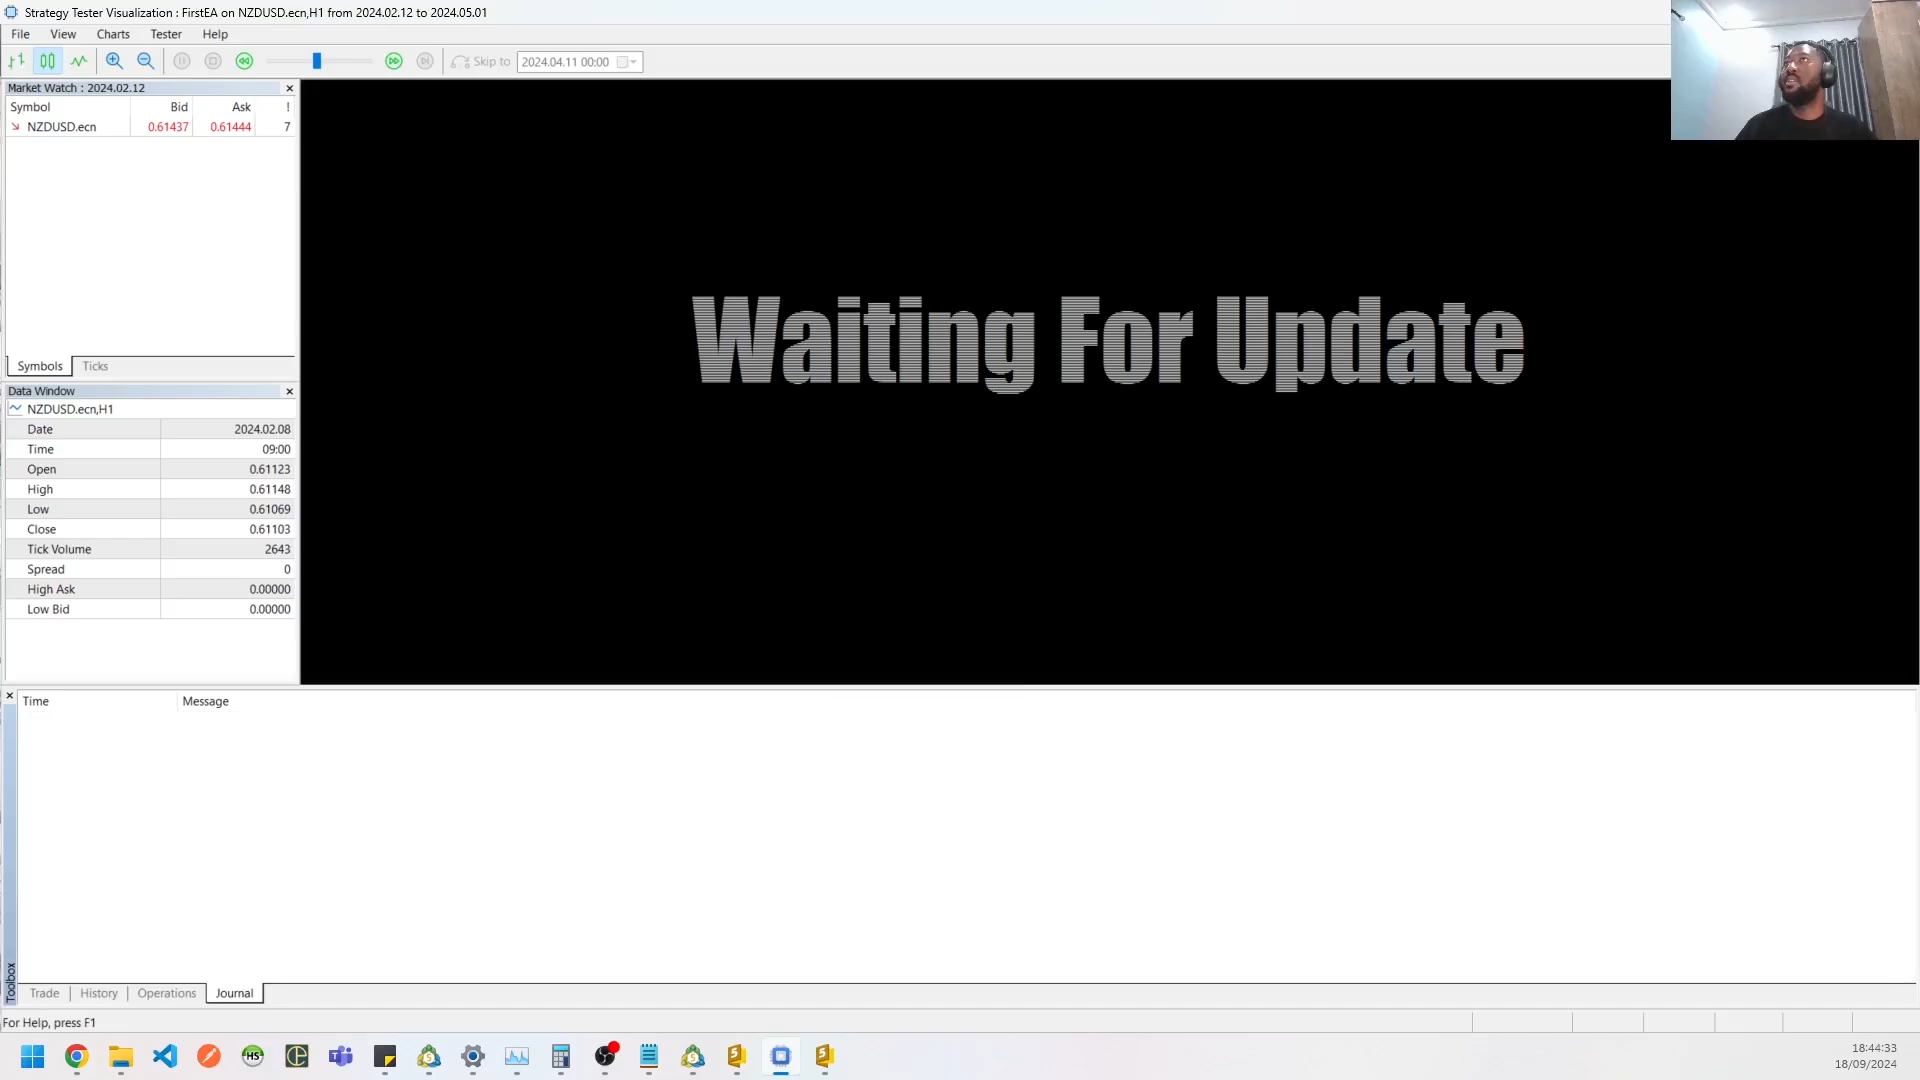 Strategy Tester Visualization : FirstEA on NZDUSD.ecn,H1 from 2024.02.12 to 2024.05.01
File View Charts Tester Help
Skip to 2024.04.11 00:00
Market Watch : 2024.02.12
Symbol Bid Ask !
NZDUSD.ecn 0.61437 0.61444 7
Waiting For Update
Symbols Ticks
Data Window
NZDUSD.ecn,H1
Date 2024.02.08
Time 09:00
Open 0.61123
High 0.61148
Low 0.61069
Close 0.61103
Tick Volume 2643
Spread 0
High Ask 0.00000
Low Bid 0.00000
Time Message
Toolbox
Trade History Operations Journal
For Help, press F1
HS
18:44:33
18/09/2024